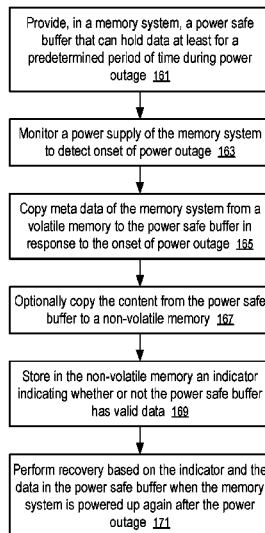 Provide, in a memory system, a power safe
buffer that can hold data at least for a
predetermined period of time during power
outage 161
Monitor a power supply of the memory system
to detect onset of power outage 163
Copy meta data of the memory system from a
volatile memory to the power safe buffer in
response to the onset of power outage 165
Optionally copy the content from the power safe
buffer to a non-volatile memory 167
Store in the non-volatile memory an indicator
indicating whether or not the power safe buffer
has valid data 169
Perform recovery based on the indicator and the
data in the power safe buffer when the memory
system is powered up again after the power
outage 171